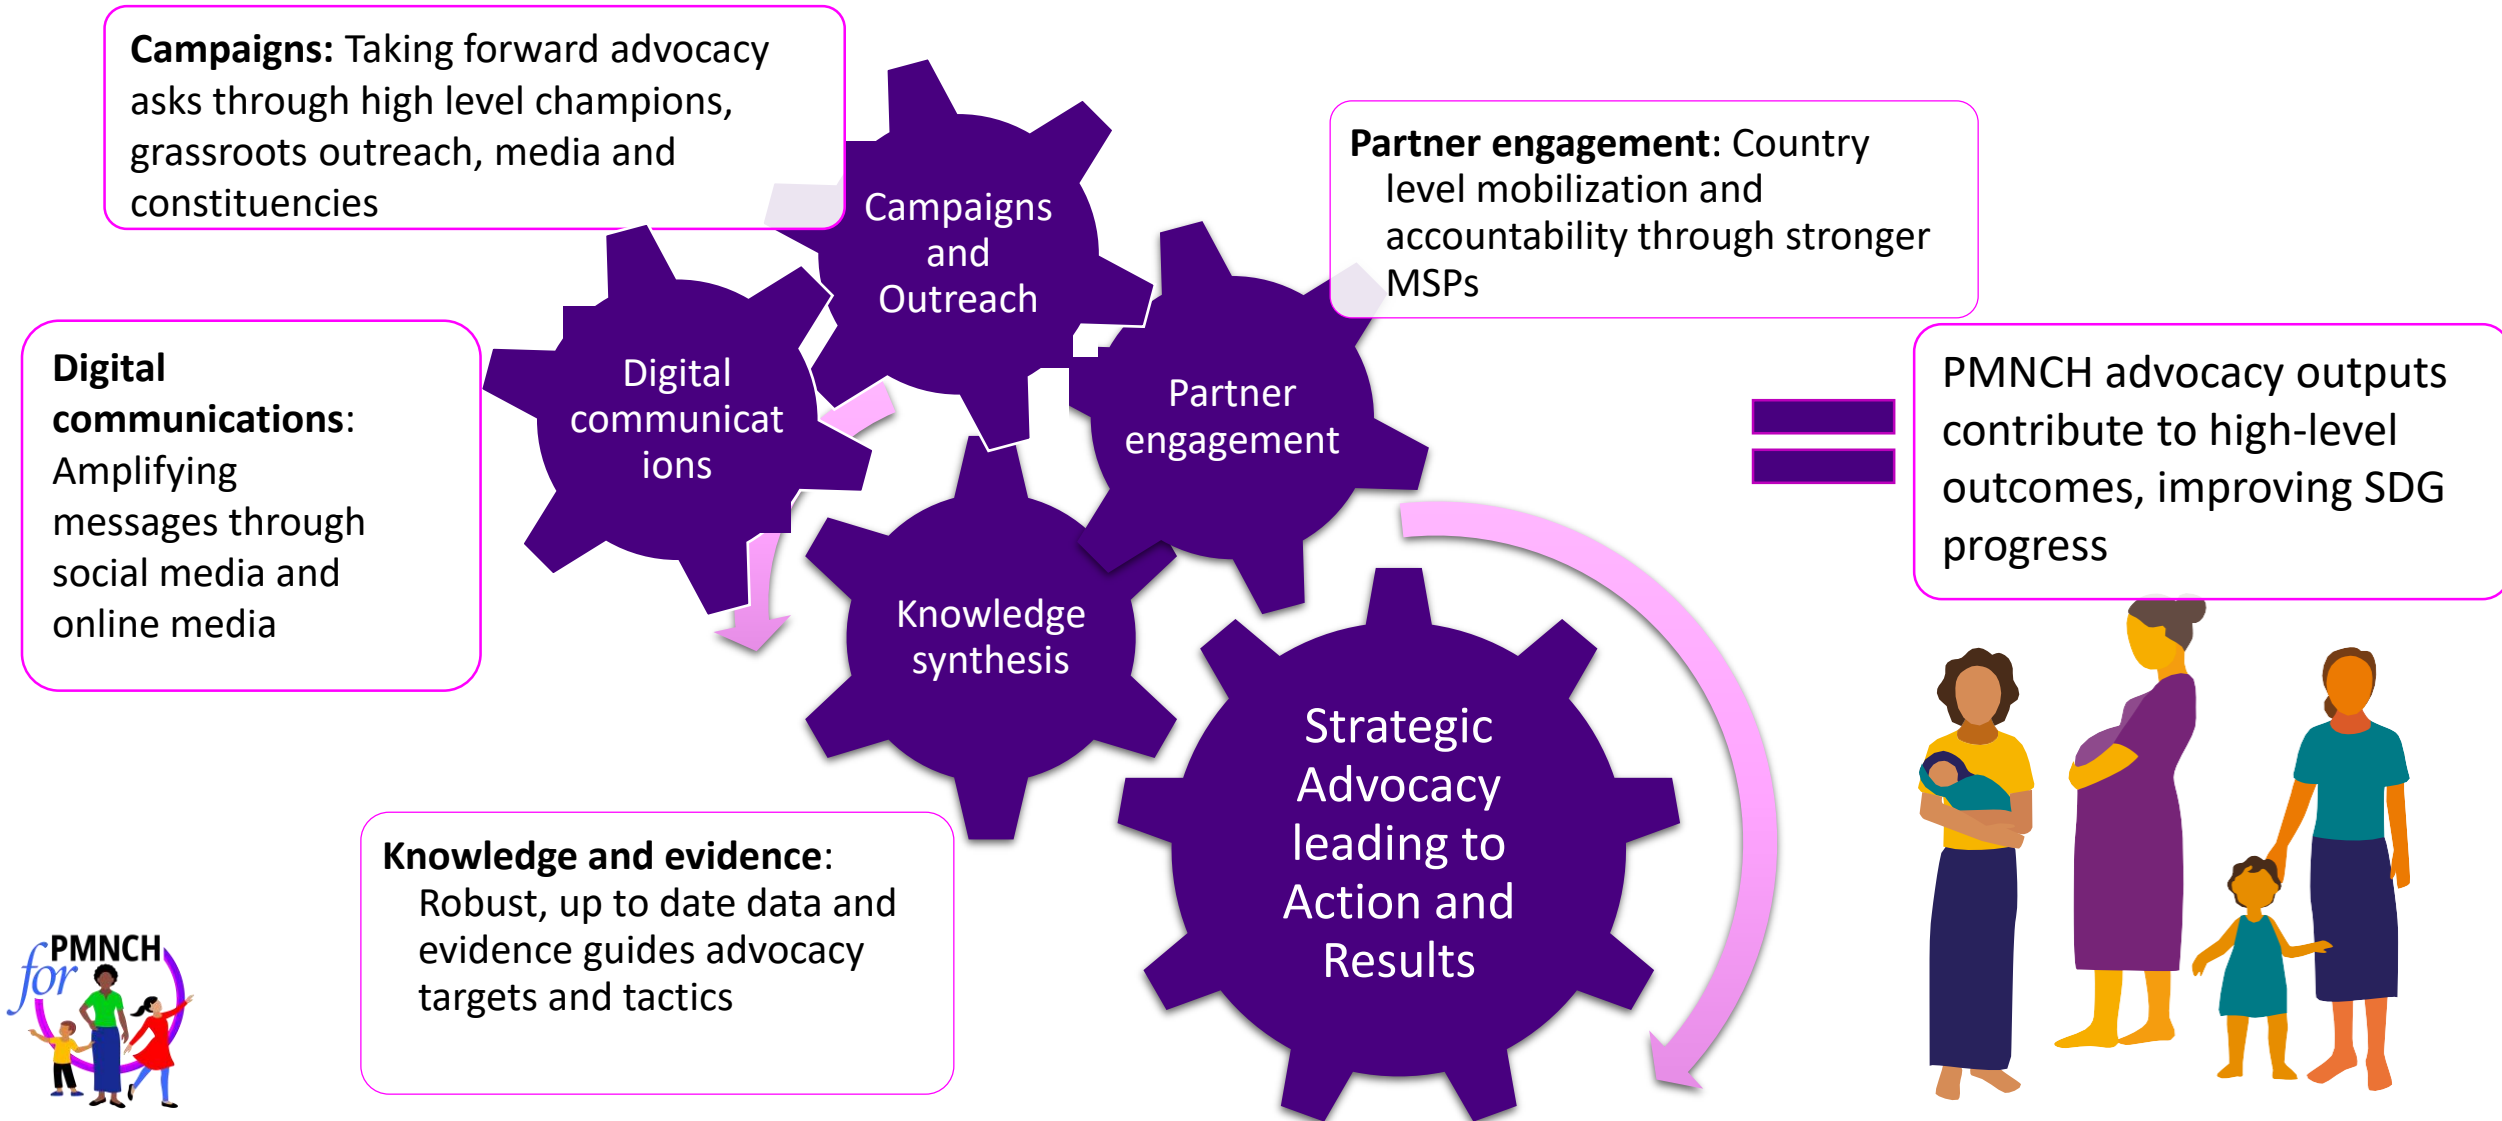 Campaigns: Taking forward advocacy
asks through high level champions,
grassroots outreach, media and
constituencies
Campaigns
and
Outreach
Partner engagement: Country
level mobilization and
accountability through stronger
MSPs
Digital
communications:
Amplifying
messages through
social media and
online media
Digital
communicat
ions
Partner
engagement
PMNCH advocacy outputs
contribute to high-level
outcomes, improving SDG
progress
Knowledge
synthesis
Strategic
Advocacy
leading to
Action and
Results
Knowledge and evidence:
Robust, up to date data and
evidence guides advocacy
targets and tactics
PMNCH
for